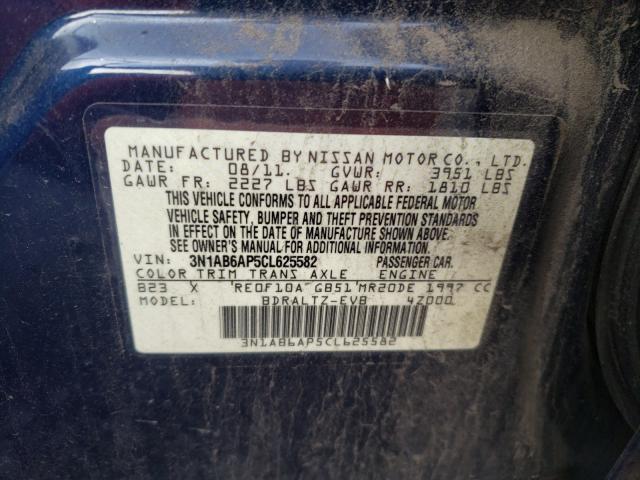 MANUFACTURED BY NISSAN MOTOR CO., LTD.
DATE: 08/11. GVWR: 3951 LBS
GAWR FR: 2227 LBS GAWR RR: 1810 LBS
THIS VEHICLE CONFORMS TO ALL APPLICABLE FEDERAL MOTOR
VEHICLE SAFETY, BUMPER AND THEFT PREVENTION STANDARDS
IN EFFECT ON THE DATE OF MANUFACTURE SHOWN ABOVE.
SEE OWNER'S MANUAL FOR ADDITIONAL INFORMATION
VIN: 3N1AB6AP5CL625582 PASSENGER CAR.
COLOR TRIM TRANS AXLE ENGINE
B23 X RE0F10A GB51 MR20DE 1997 CC
MODEL: BDRALTZ-EVB 4Z000
3N1AB6AP5CL625582